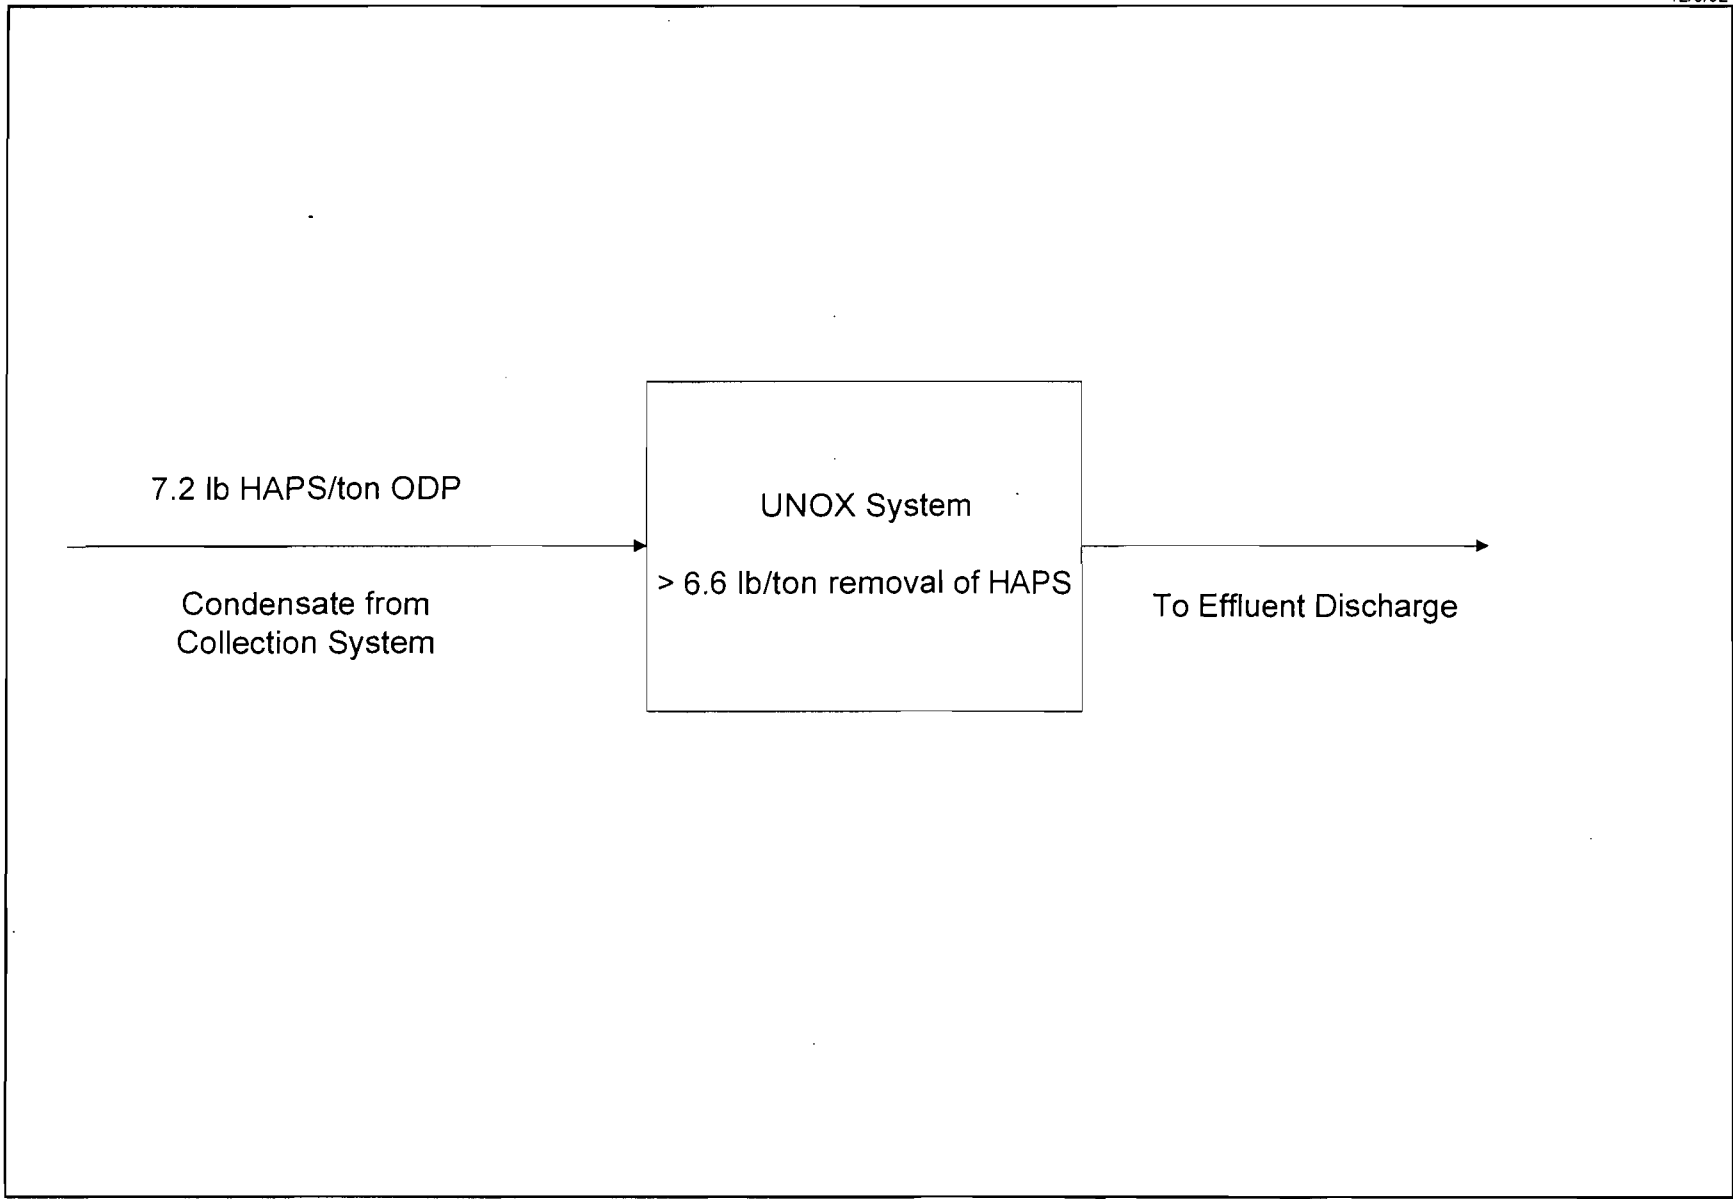 7.2 lb HAPS/ton ODP
Condensate from
Collection System
UNOX System
> 6.6 lb/ton removal of HAPS
To Effluent Discharge